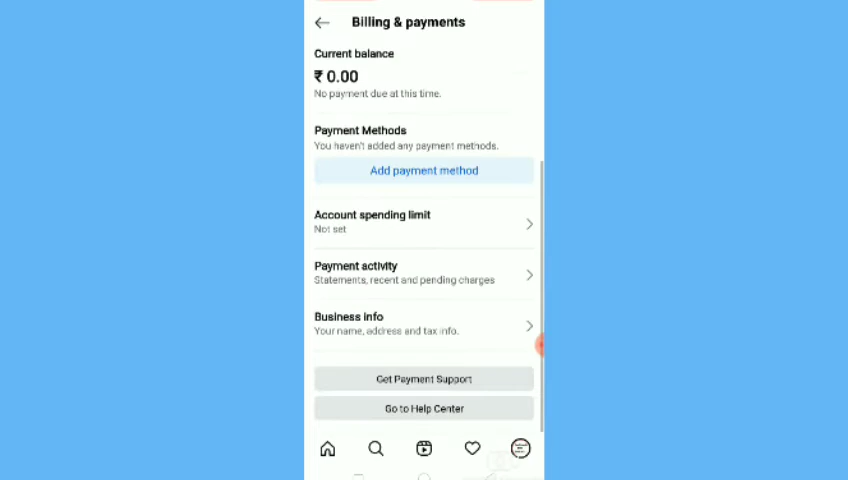 Billing & payments
Current balance
₹ 0.00
No payment due at this time.
Payment Methods
You haven't added any payment methods.
Add payment method
Account spending limit
Not set
Payment activity
Statements, recent and pending charges
Business info
Your name, address and tax info.
Get Payment Support
Go to Help Center